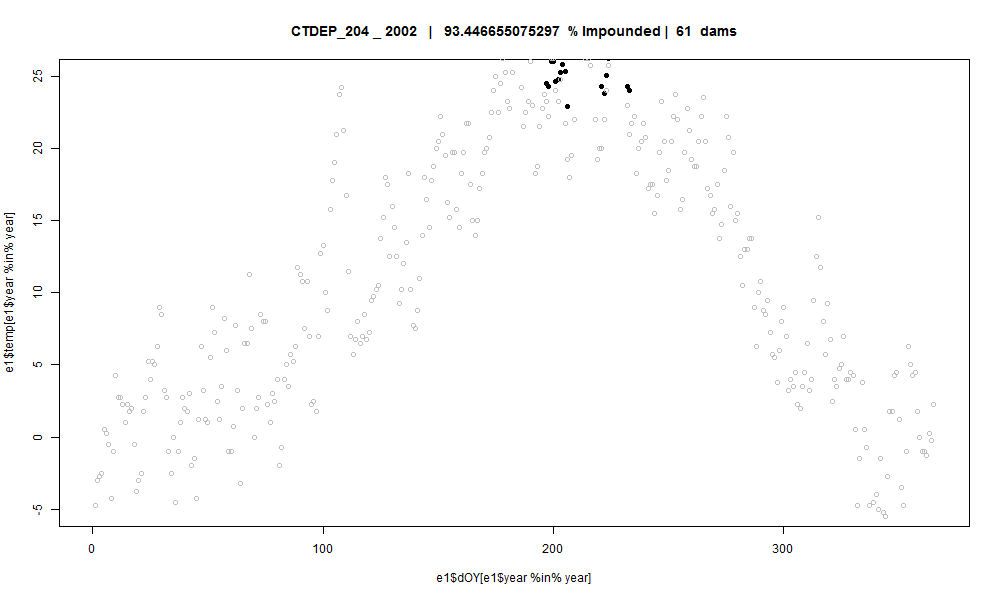 CTDEP_204 _ 2002 | 93.446655075297 % Impounded | 61 dams
25
20
15
10
5
0
-5
e1$temp[e1$year %in% year]
0 100 200 300
e1$dOY[e1$year %in% year]